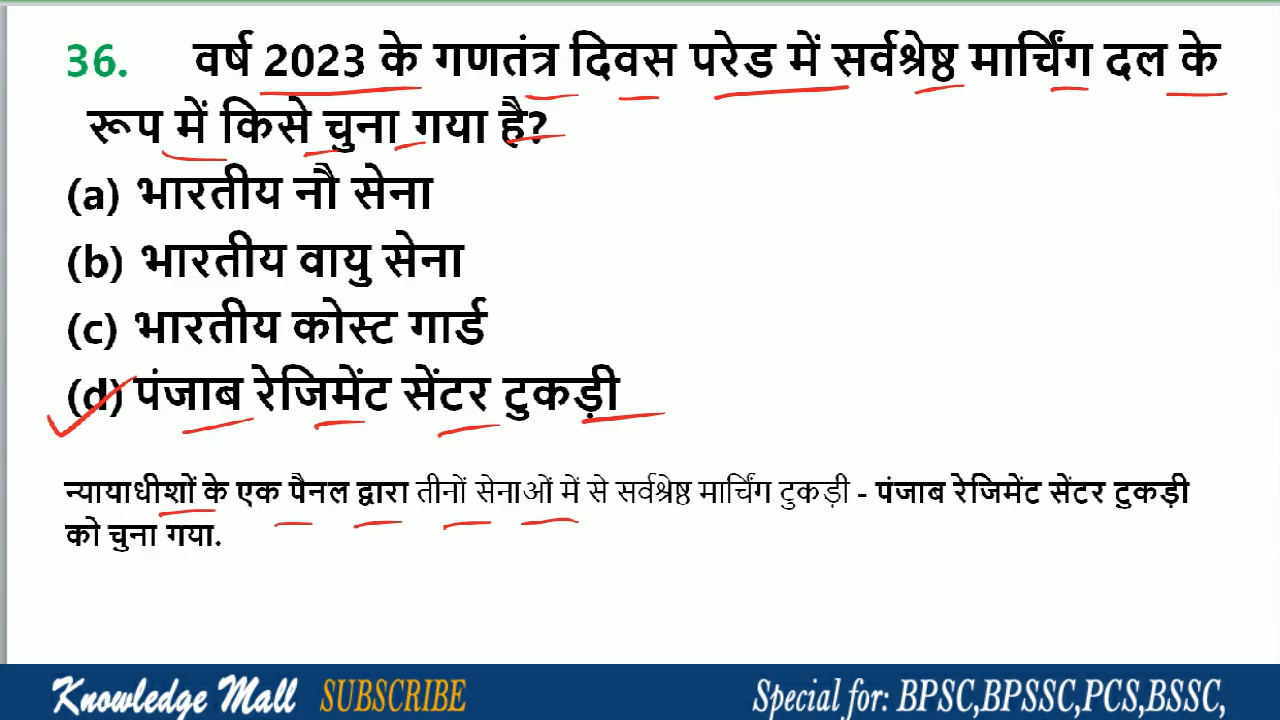 36. वर्ष 2023 के गणतंत्र दिवस परेड में सर्वश्रेष्ठ मार्चिंग दल के
रूप में किसे चुना गया है?
(a) भारतीय नौ सेना
(b) भारतीय वायु सेना
(c) भारतीय कोस्ट गार्ड
(d) पंजाब रेजिमेंट सेंटर टुकड़ी
न्यायाधीशों के एक पैनल द्वारा तीनों सेनाओं में से सर्वश्रेष्ठ मार्चिंग टुकड़ी - पंजाब रेजिमेंट सेंटर टुकड़ी
को चुना गया.
Knowledge Mall SUBSCRIBE Special for: BPSC,BPSSC,PCS,BSSC,